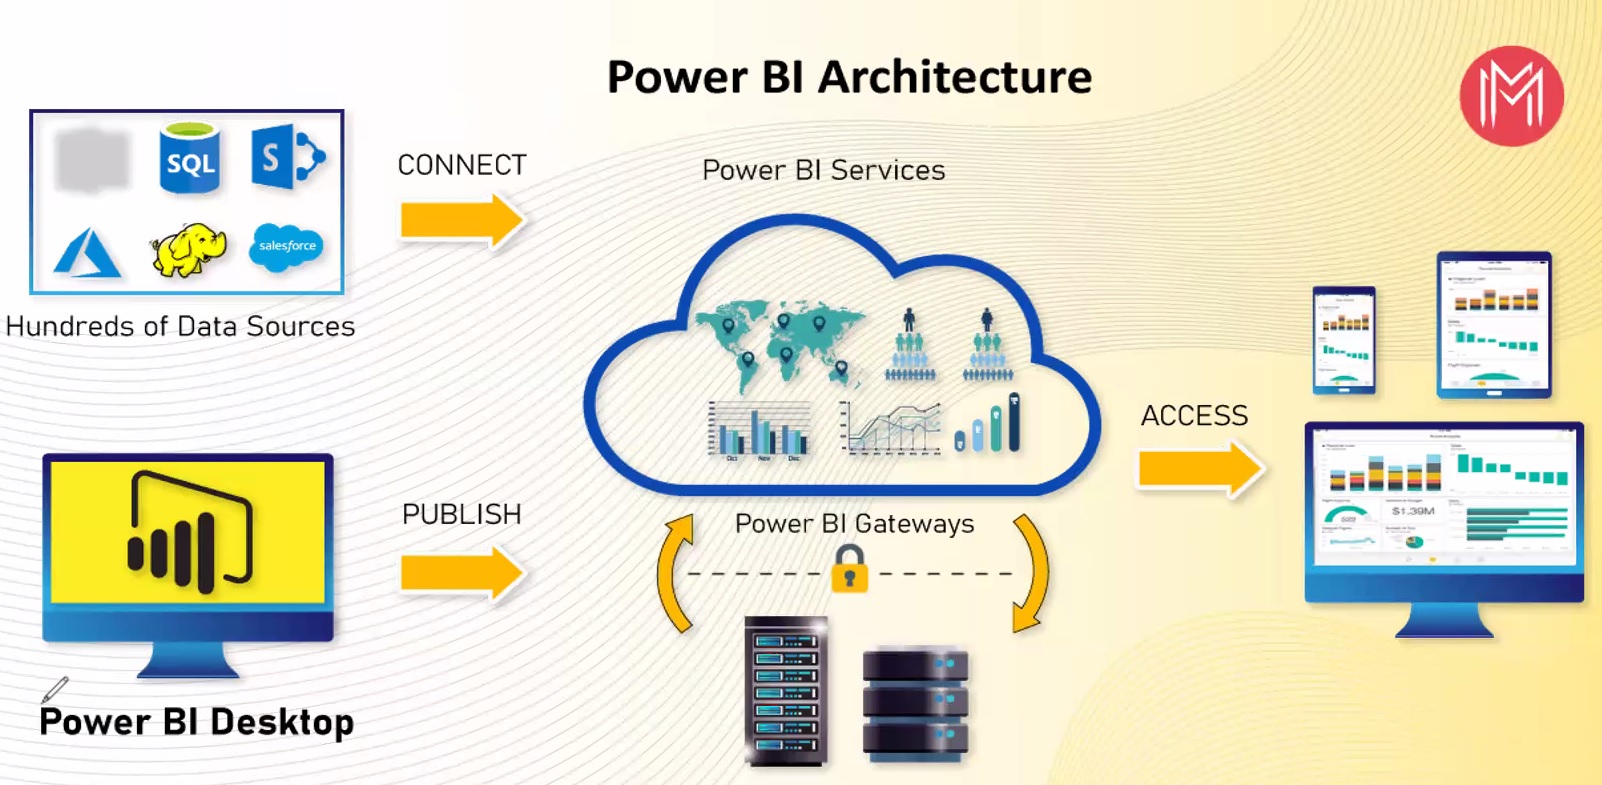 Power BI Architecture
SQL
S
salesforce
Hundreds of Data Sources
CONNECT
Power BI Services
Oct Nov Dec
ACCESS
$1.39M
Power BI Desktop
PUBLISH
Power BI Gateways